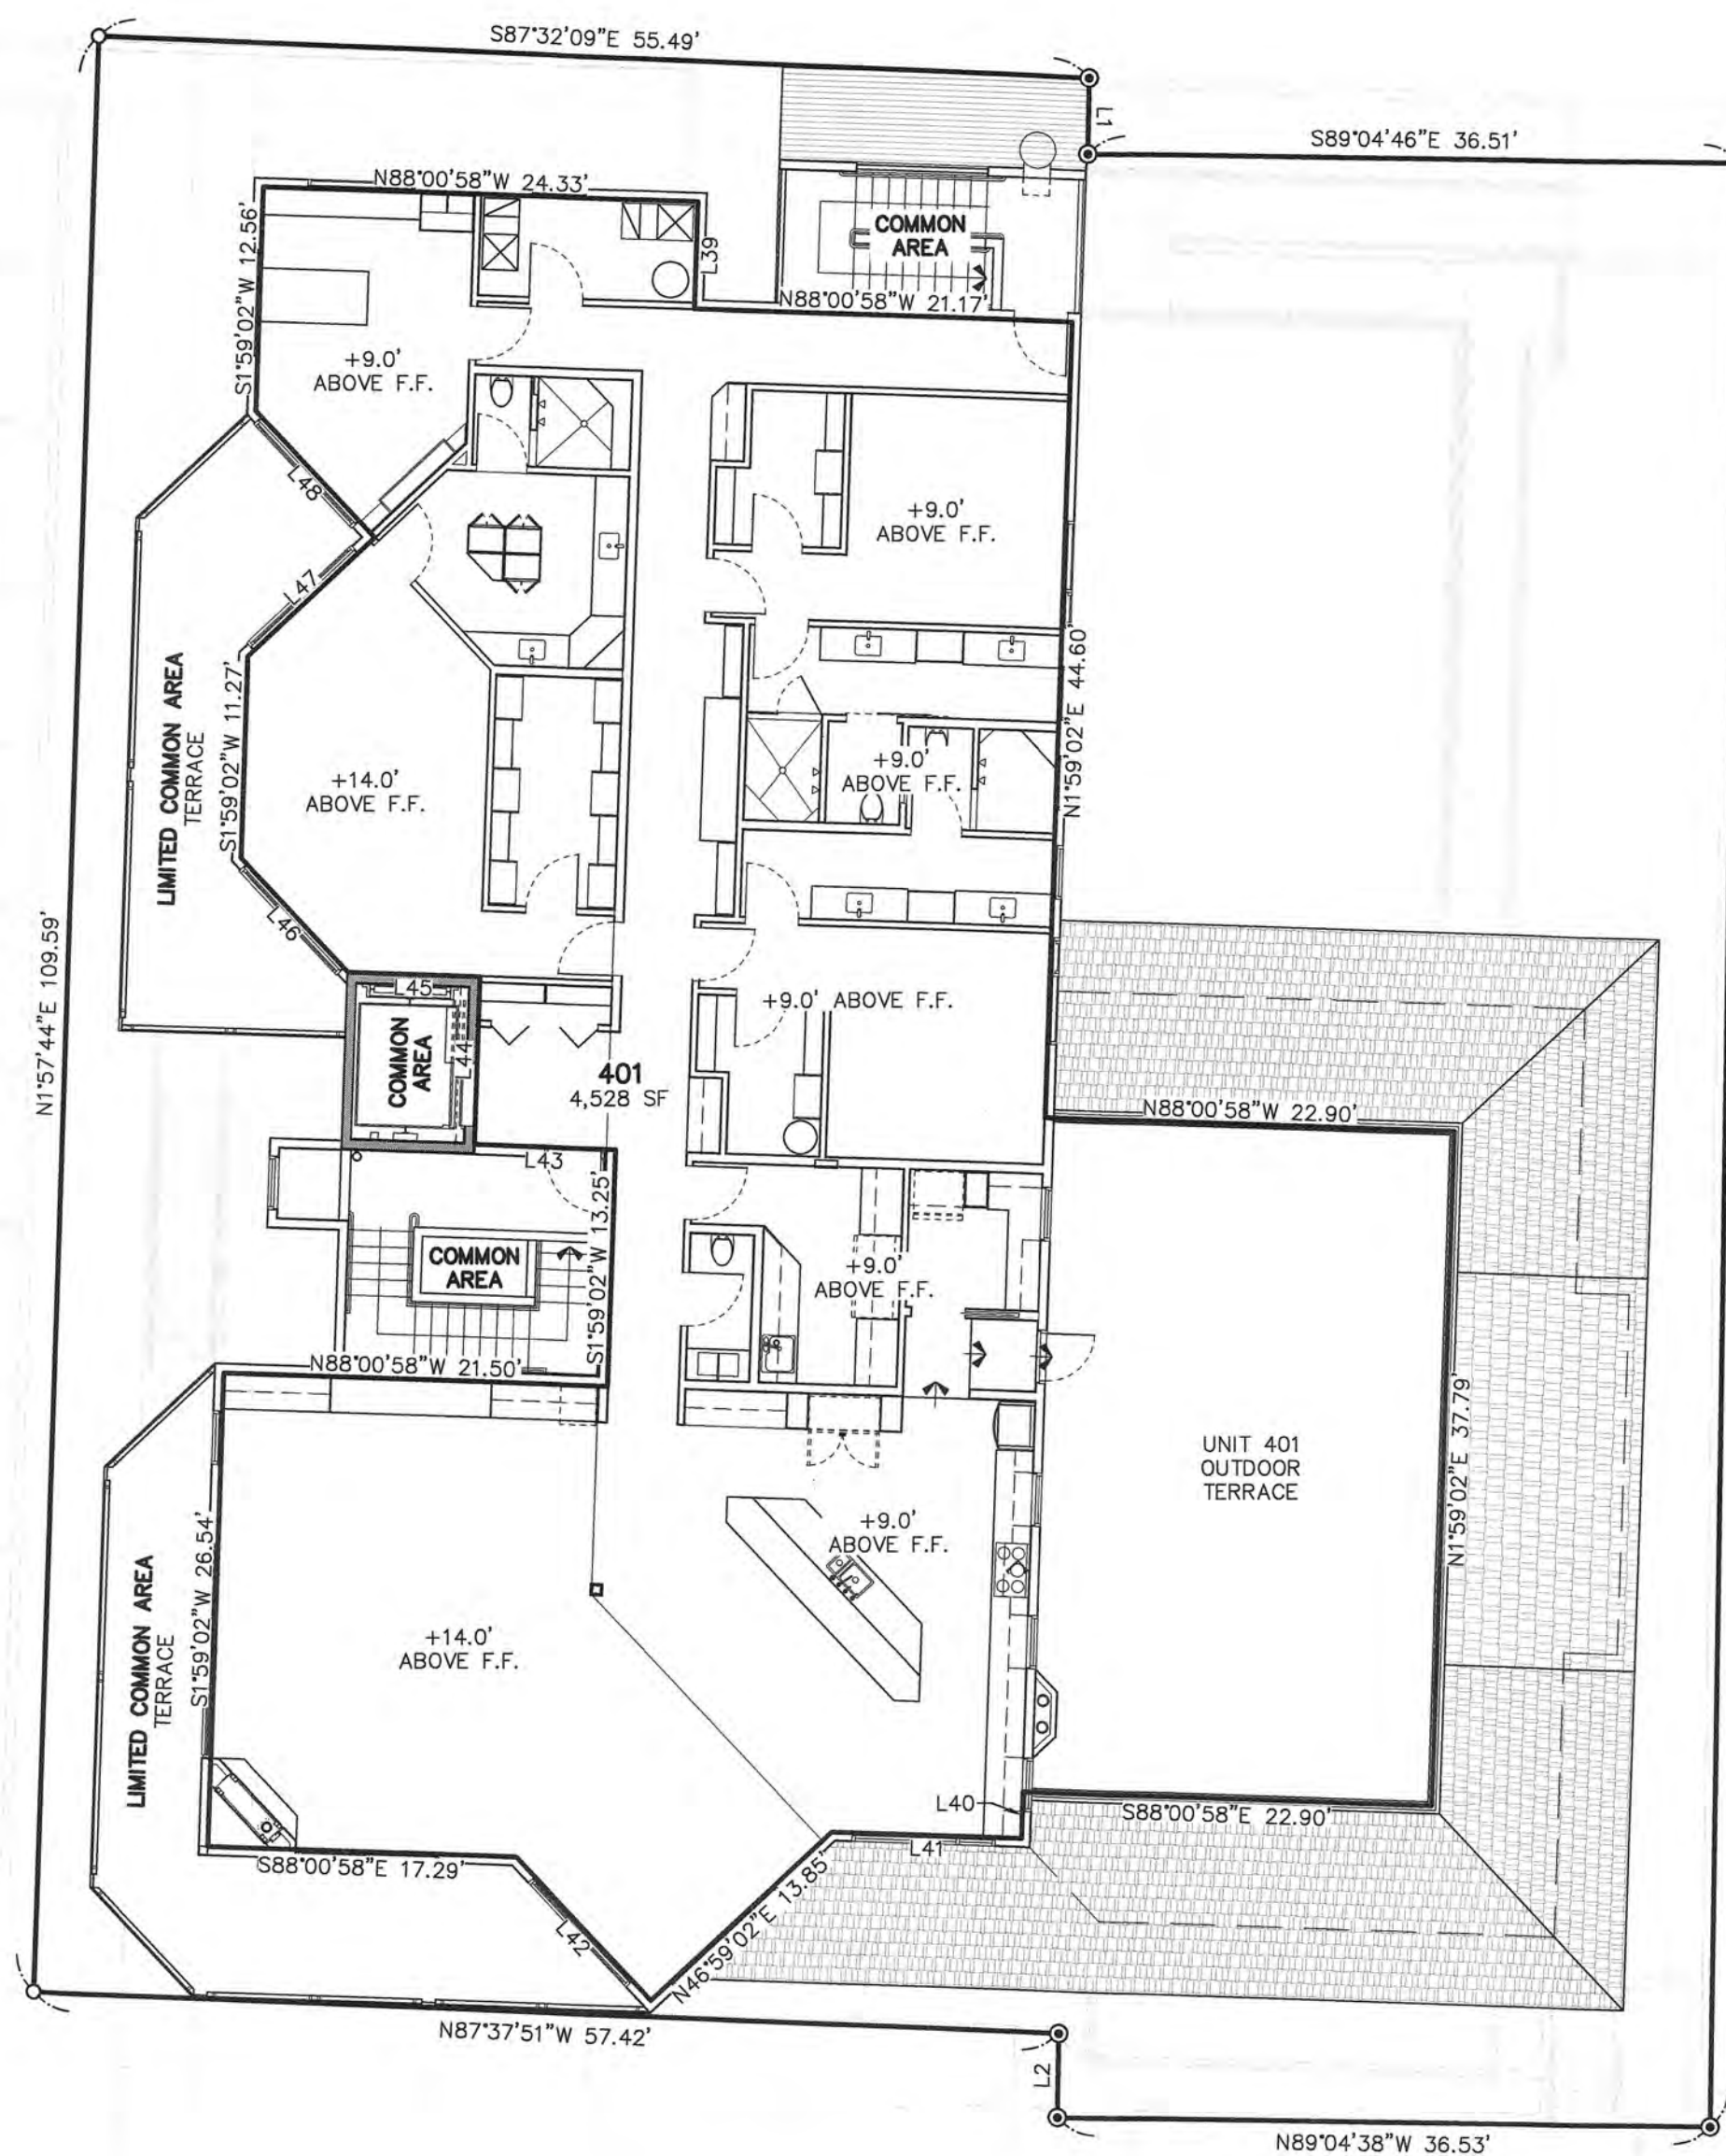 S87°32'09"E 55.49'
L1
S89°04'46"E 36.51'
N88°00'58"W 24.33'
S1°59'02"W 12.56'
L39
COMMON
AREA
N88°00'58"W 21.17'
+9.0'
ABOVE F.F.
L48
+9.0'
ABOVE F.F.
L47
LIMITED COMMON AREA
TERRACE
S1°59'02"W 11.27'
+14.0'
ABOVE F.F.
N1°59'02"E 44.60'
+9.0'
ABOVE F.F.
L46
N1°57'44"E 109.59'
L45
COMMON
AREA
L44
+9.0' ABOVE F.F.
401
4,528 SF
N88°00'58"W 22.90'
L43
S1°59'02"W 13.25'
COMMON
AREA
+9.0'
ABOVE F.F.
N88°00'58"W 21.50'
UNIT 401
OUTDOOR
TERRACE
N1°59'02"E 37.79'
S1°59'02"W 26.54'
+9.0'
ABOVE F.F.
LIMITED COMMON AREA
TERRACE
+14.0'
ABOVE F.F.
L40
S88°00'58"E 22.90'
L41
S88°00'58"E 17.29'
L42
N46°59'02"E 13.85'
N87°37'51"W 57.42'
L2
N89°04'38"W 36.53'